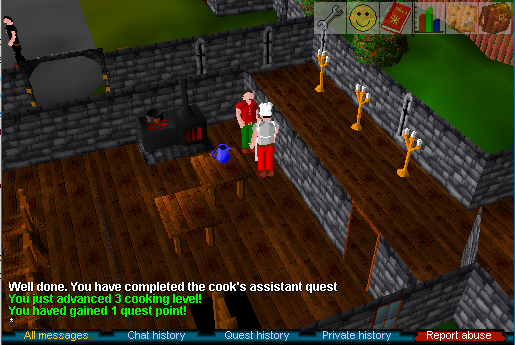 Well done. You have completed the cook's assistant quest
You just advanced 3 cooking level!
You haved gained 1 quest point!
*
All messages Chat history Quest history Private history Report abuse